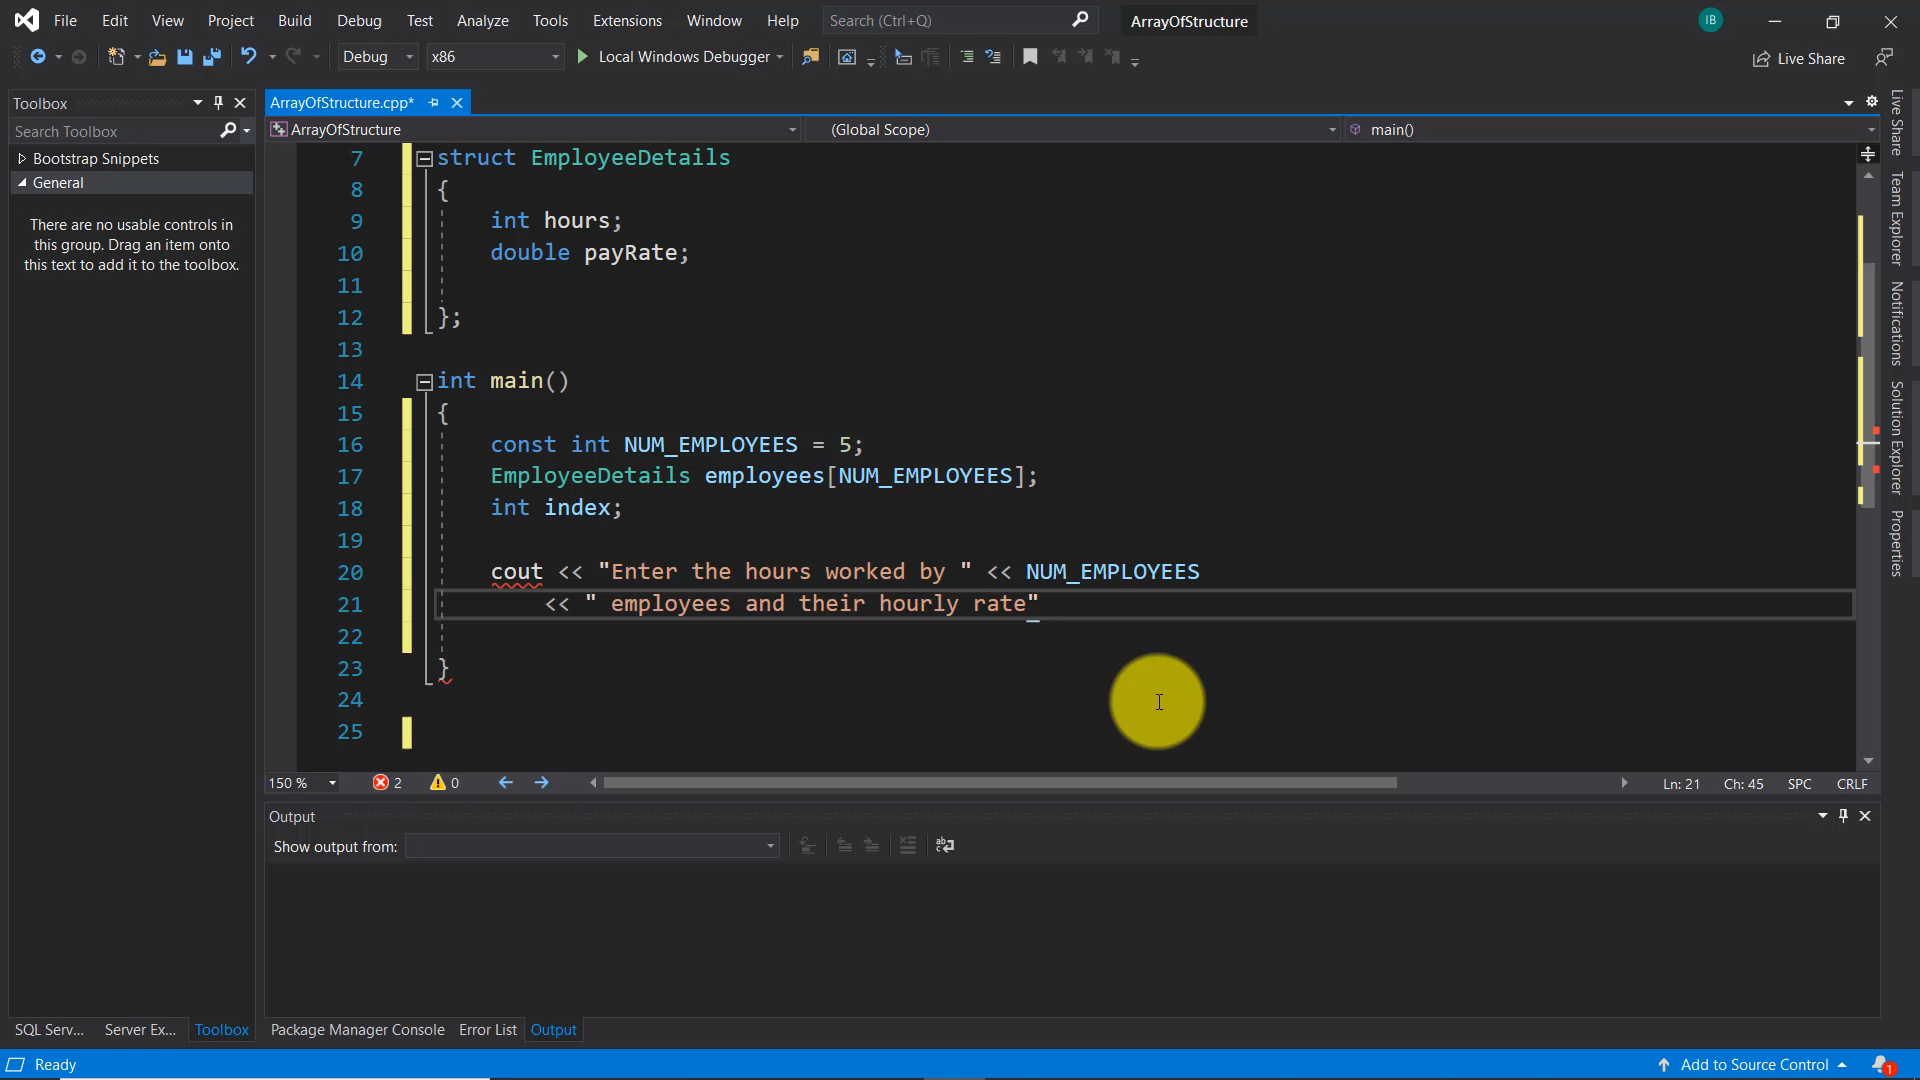 File Edit View Project Build Debug Test Analyze Tools Extensions Window Help Search (Ctrl+Q) ArrayOfStructure IB
Debug x86 Local Windows Debugger Live Share
Toolbox
Search Toolbox
Bootstrap Snippets
General
There are no usable controls in
this group. Drag an item onto
this text to add it to the toolbox.
ArrayOfStructure.cpp*
ArrayOfStructure (Global Scope) main()
7 struct EmployeeDetails
8 {
9 int hours;
10 double payRate;
11
12 };
13
14 int main()
15 {
16 const int NUM_EMPLOYEES = 5;
17 EmployeeDetails employees[NUM_EMPLOYEES];
18 int index;
19
20 cout << "Enter the hours worked by " << NUM_EMPLOYEES
21 << " employees and their hourly rate"
22
23 }
24
25
150 % 2 0 Ln: 21 Ch: 45 SPC CRLF
Output
Show output from:
SQL Serv... Server Ex... Toolbox Package Manager Console Error List Output
Ready Add to Source Control 1
Live Share
Team Explorer
Notifications
Solution Explorer
Properties